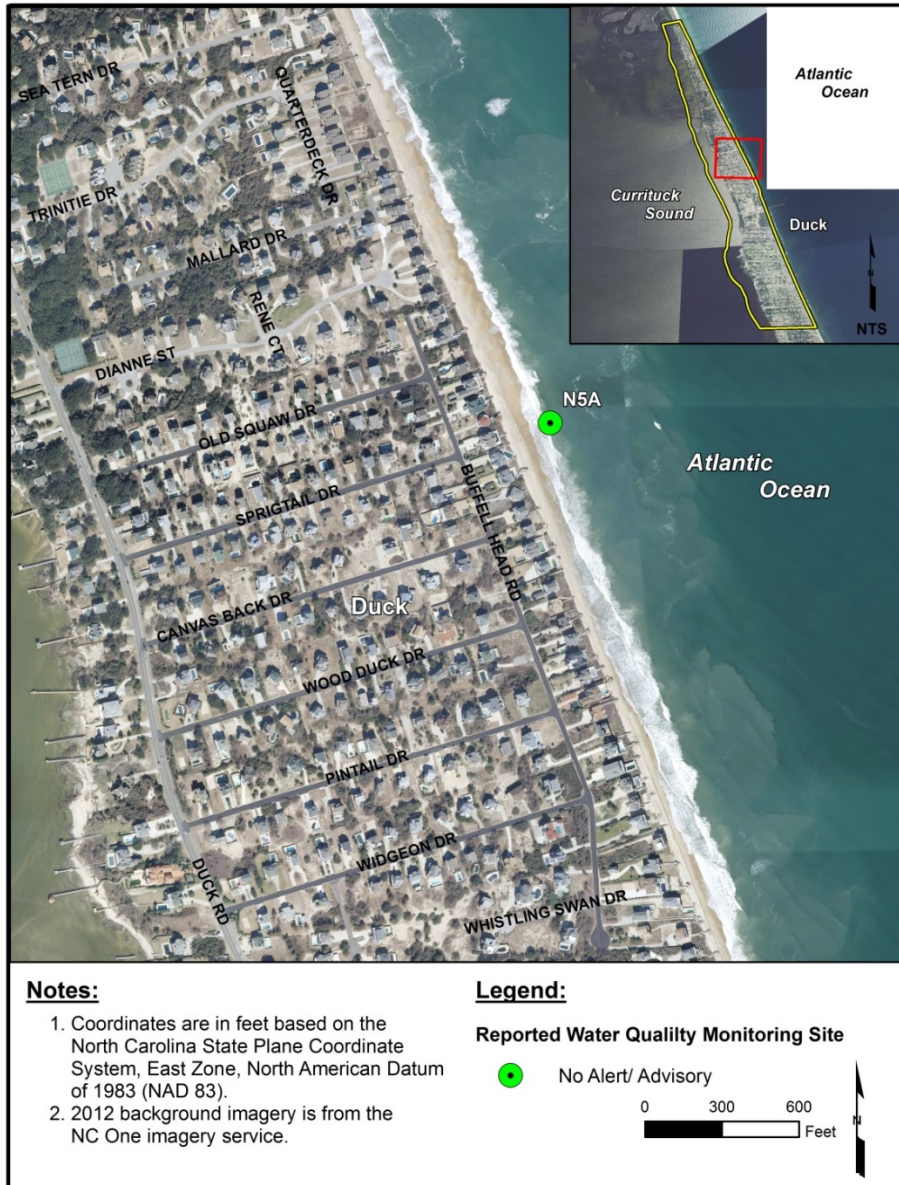 SEA TERN DR
QUARTERDECK DR
TRINITIE DR
MALLARD DR
RENE CT
DIANNE ST
OLD SQUAW DR
SPRIGTAIL DR
BUFFELL HEAD RD
CANVAS BACK DR
Duck
WOOD DUCK DR
PINTAIL DR
WIDGEON DR
DUCK RD
WHISTLING SWAN DR
N5A
Atlantic
Ocean
Atlantic
Ocean
Currituck
Sound
Duck
N
NTS
Notes:
1. Coordinates are in feet based on the
North Carolina State Plane Coordinate
System, East Zone, North American Datum
of 1983 (NAD 83).
2. 2012 background imagery is from the
NC One imagery service.
Legend:
Reported Water Qualilty Monitoring Site
No Alert/ Advisory
0 300 600
Feet
N